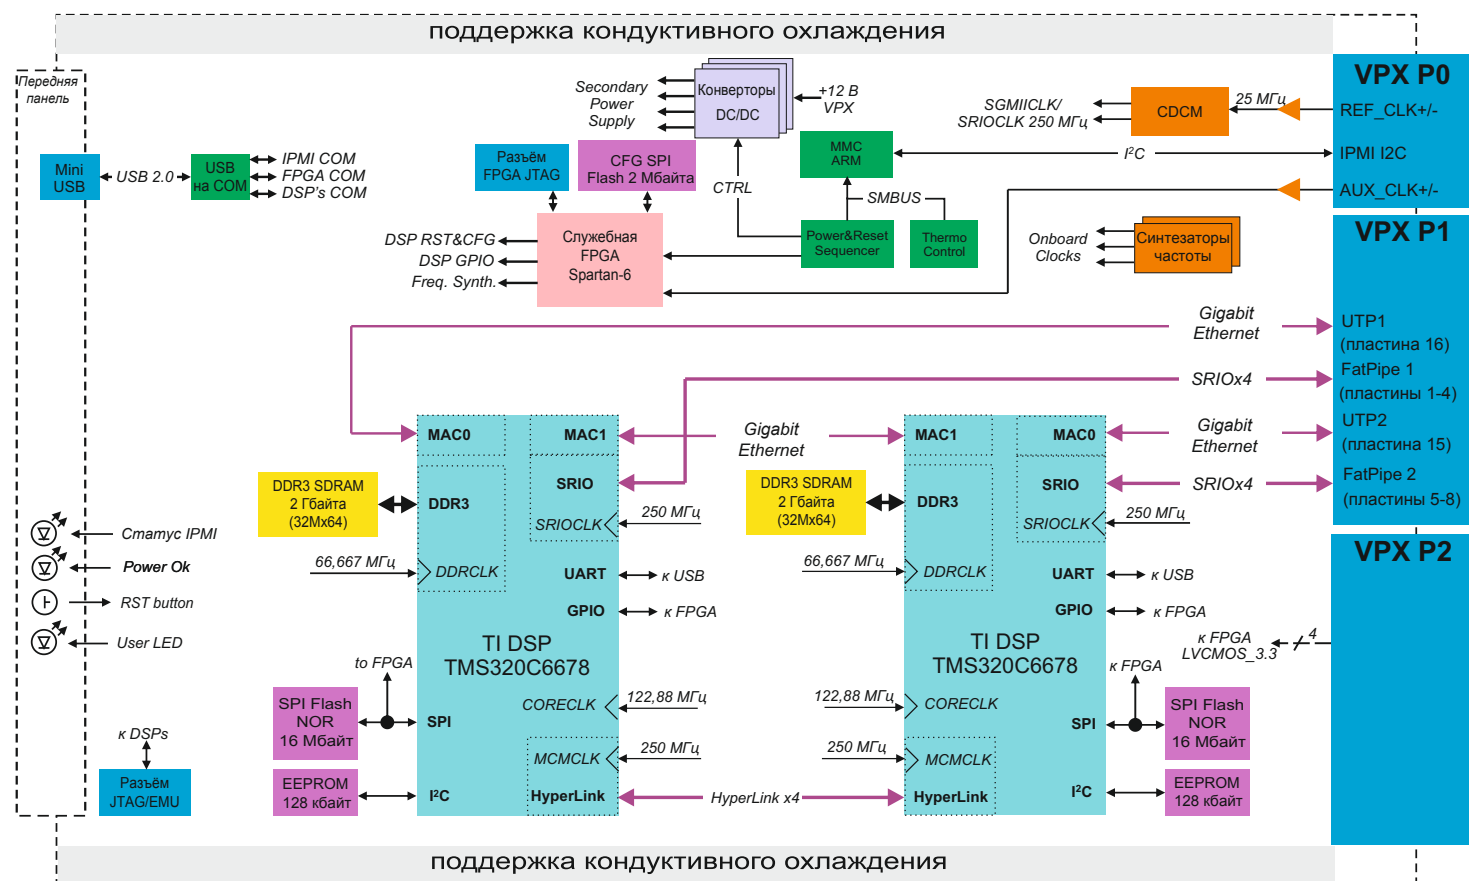 поддержка кондуктивного охлаждения
Передняя
панель
Mini
USB
USB 2.0
USB
на COM
IPMI COM
FPGA COM
DSP's COM
Secondary
Power
Supply
Конверторы
DC/DC
+12 В
VPX
Разъём
FPGA JTAG
CFG SPI
Flash 2 Мбайта
CTRL
MMC
ARM
SMBUS
Power&Reset
Sequencer
Thermo
Control
DSP RST&CFG
DSP GPIO
Freq. Synth.
Служебная
FPGA
Spartan-6
SGMIICLK/
SRIOCLK 250 МГц
CDCM
25 МГц
I²C
Onboard
Clocks
Синтезаторы
частоты
VPX P0
REF_CLK+/-
IPMI I2C
AUX_CLK+/-
VPX P1
UTP1
(пластина 16)
FatPipe 1
(пластины 1-4)
UTP2
(пластина 15)
FatPipe 2
(пластины 5-8)
VPX P2
Gigabit
Ethernet
SRIOx4
Gigabit
Ethernet
SRIOx4
Gigabit
Ethernet
MAC0
MAC1
DDR3 SDRAM
2 Гбайта
(32Mx64)
DDR3
SRIO
SRIOCLK
250 МГц
66,667 МГц
DDRCLK
UART
к USB
GPIO
к FPGA
TI DSP
TMS320C6678
to FPGA
SPI Flash
NOR
16 Мбайт
SPI
CORECLK
122,88 МГц
MCMCLK
250 МГц
EEPROM
128 кбайт
I²C
HyperLink
HyperLink x4
MAC1
MAC0
DDR3 SDRAM
2 Гбайта
(32Mx64)
DDR3
SRIO
SRIOCLK
250 МГц
66,667 МГц
DDRCLK
UART
к USB
GPIO
к FPGA
TI DSP
TMS320C6678
к FPGA
122,88 МГц
CORECLK
SPI
SPI Flash
NOR
16 Мбайт
250 МГц
MCMCLK
HyperLink
I²C
EEPROM
128 кбайт
к FPGA
LVCMOS_3.3
4
Статус IPMI
Power Ok
RST button
User LED
к DSPs
Разъём
JTAG/EMU
поддержка кондуктивного охлаждения